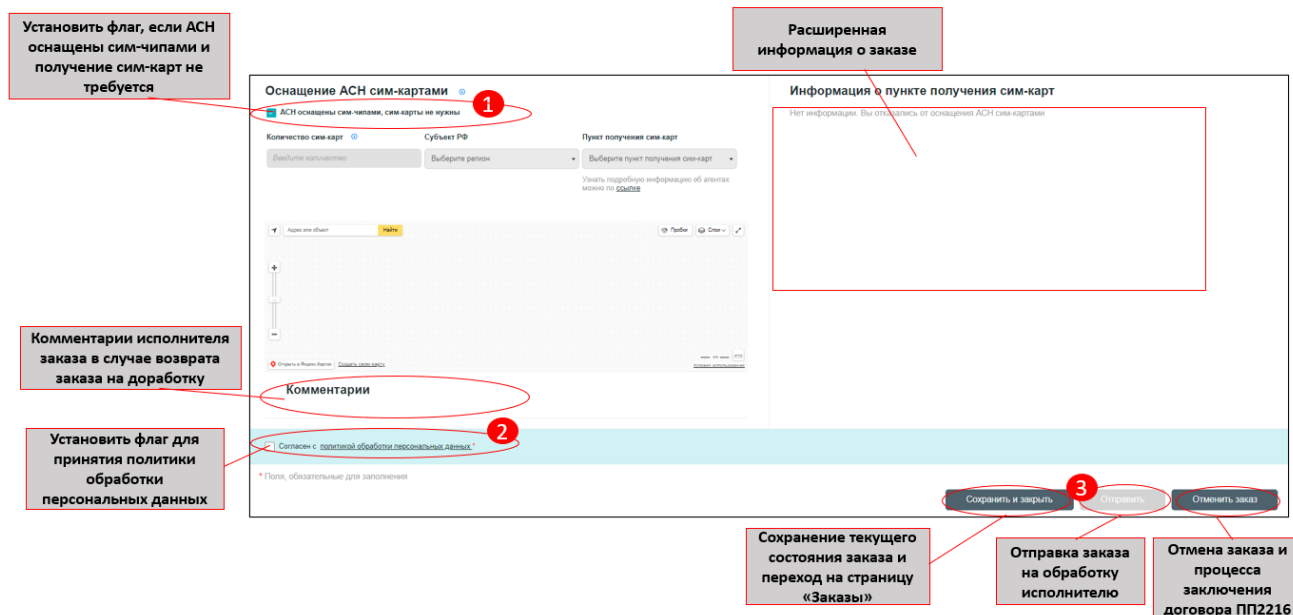 Установить флаг, если АСН
оснащены сим-чипами и
получение сим-карт не
требуется
Расширенная
информация о заказе
Оснащение АСН сим-картами
1
АСН оснащены сим-чипами, сим-карты не нужны
Количество сим-карт
Субъект РФ
Пункт получения сим-карт
Введите количество
Выберите регион
Выберите пункт получения сим-карт
Узнать подробную информацию об агентах
можно по ссылке
Информация о пункте получения сим-карт
Нет информации. Вы отказались от оснащения АСН сим-картами
Адрес или объект
Найти
Пробки
Слои
Открыть в Яндекс.Картах
Создать свою карту
Условия использования
Комментарии исполнителя
заказа в случае возврата
заказа на доработку
Комментарии
Установить флаг для
принятия политики
обработки
персональных данных
2
Согласен с политикой обработки персональных данных *
* Поля, обязательные для заполнения
3
Сохранить и закрыть
Отправить
Отменить заказ
Сохранение текущего
состояния заказа и
переход на страницу
«Заказы»
Отправка заказа
на обработку
исполнителю
Отмена заказа и
процесса
заключения
договора ПП2216